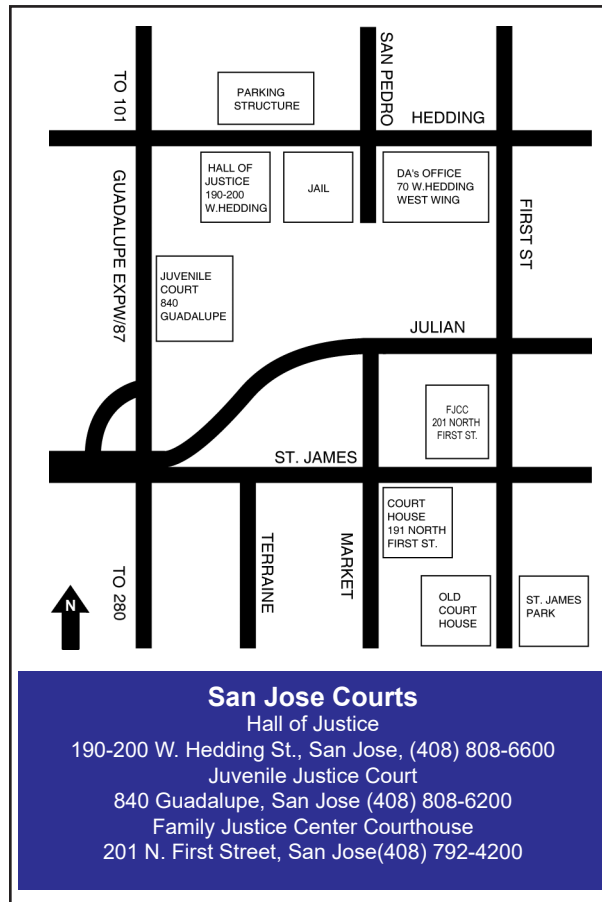 TO 101
SAN PEDRO
PARKING
STRUCTURE
HEDDING
HALL OF
JUSTICE
190-200
W.HEDDING
JAIL
DA's OFFICE
70 W.HEDDING
WEST WING
GUADALUPE EXPW/87
FIRST ST
JUVENILE
COURT
840
GUADALUPE
JULIAN
FJCC
201 NORTH
FIRST ST.
ST. JAMES
COURT
HOUSE
191 NORTH
FIRST ST.
TERRAINE
MARKET
TO 280
N
OLD
COURT
HOUSE
ST. JAMES
PARK
San Jose Courts
Hall of Justice
190-200 W. Hedding St., San Jose, (408) 808-6600
Juvenile Justice Court
840 Guadalupe, San Jose (408) 808-6200
Family Justice Center Courthouse
201 N. First Street, San Jose(408) 792-4200